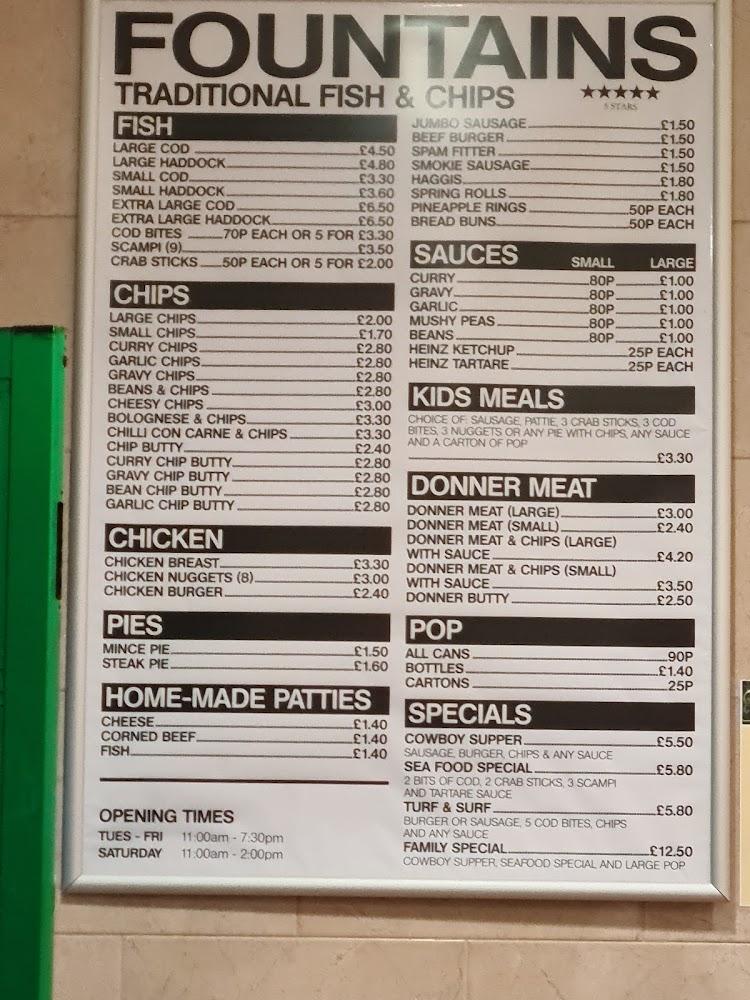 FOUNTAINS
TRADITIONAL FISH & CHIPS
★★★★★
5 STARS
FISH
LARGE COD £4.50
LARGE HADDOCK £4.80
SMALL COD £3.30
SMALL HADDOCK £3.60
EXTRA LARGE COD £6.50
EXTRA LARGE HADDOCK £6.50
COD BITES 70P EACH OR 5 FOR £3.30
SCAMPI (9) £3.50
CRAB STICKS 50P EACH OR 5 FOR £2.00
CHIPS
LARGE CHIPS £2.00
SMALL CHIPS £1.70
CURRY CHIPS £2.80
GARLIC CHIPS £2.80
GRAVY CHIPS £2.80
BEANS & CHIPS £2.80
CHEESY CHIPS £3.00
BOLOGNESE & CHIPS £3.30
CHILLI CON CARNE & CHIPS £3.30
CHIP BUTTY £2.40
CURRY CHIP BUTTY £2.80
GRAVY CHIP BUTTY £2.80
BEAN CHIP BUTTY £2.80
GARLIC CHIP BUTTY £2.80
CHICKEN
CHICKEN BREAST £3.30
CHICKEN NUGGETS (8) £3.00
CHICKEN BURGER £2.40
PIES
MINCE PIE £1.50
STEAK PIE £1.60
HOME-MADE PATTIES
CHEESE £1.40
CORNED BEEF £1.40
FISH £1.40
OPENING TIMES
TUES - FRI 11:00am - 7:30pm
SATURDAY 11:00am - 2:00pm
JUMBO SAUSAGE £1.50
BEEF BURGER £1.50
SPAM FITTER £1.50
SMOKIE SAUSAGE £1.50
HAGGIS £1.80
SPRING ROLLS £1.80
PINEAPPLE RINGS 50P EACH
BREAD BUNS 50P EACH
SAUCES SMALL LARGE
CURRY 80P £1.00
GRAVY 80P £1.00
GARLIC 80P £1.00
MUSHY PEAS 80P £1.00
BEANS 80P £1.00
HEINZ KETCHUP 25P EACH
HEINZ TARTARE 25P EACH
KIDS MEALS
CHOICE OF: SAUSAGE, PATTIE, 3 CRAB STICKS, 3 COD
BITES, 3 NUGGETS OR ANY PIE WITH CHIPS, ANY SAUCE
AND A CARTON OF POP
£3.30
DONNER MEAT
DONNER MEAT (LARGE) £3.00
DONNER MEAT (SMALL) £2.40
DONNER MEAT & CHIPS (LARGE)
WITH SAUCE £4.20
DONNER MEAT & CHIPS (SMALL)
WITH SAUCE £3.50
DONNER BUTTY £2.50
POP
ALL CANS 90P
BOTTLES £1.40
CARTONS 25P
SPECIALS
COWBOY SUPPER £5.50
SAUSAGE, BURGER, CHIPS & ANY SAUCE
SEA FOOD SPECIAL £5.80
2 BITS OF COD, 2 CRAB STICKS, 3 SCAMPI
AND TARTARE SAUCE
TURF & SURF £5.80
BURGER OR SAUSAGE, 5 COD BITES, CHIPS
AND ANY SAUCE
FAMILY SPECIAL £12.50
COWBOY SUPPER, SEAFOOD SPECIAL AND LARGE POP